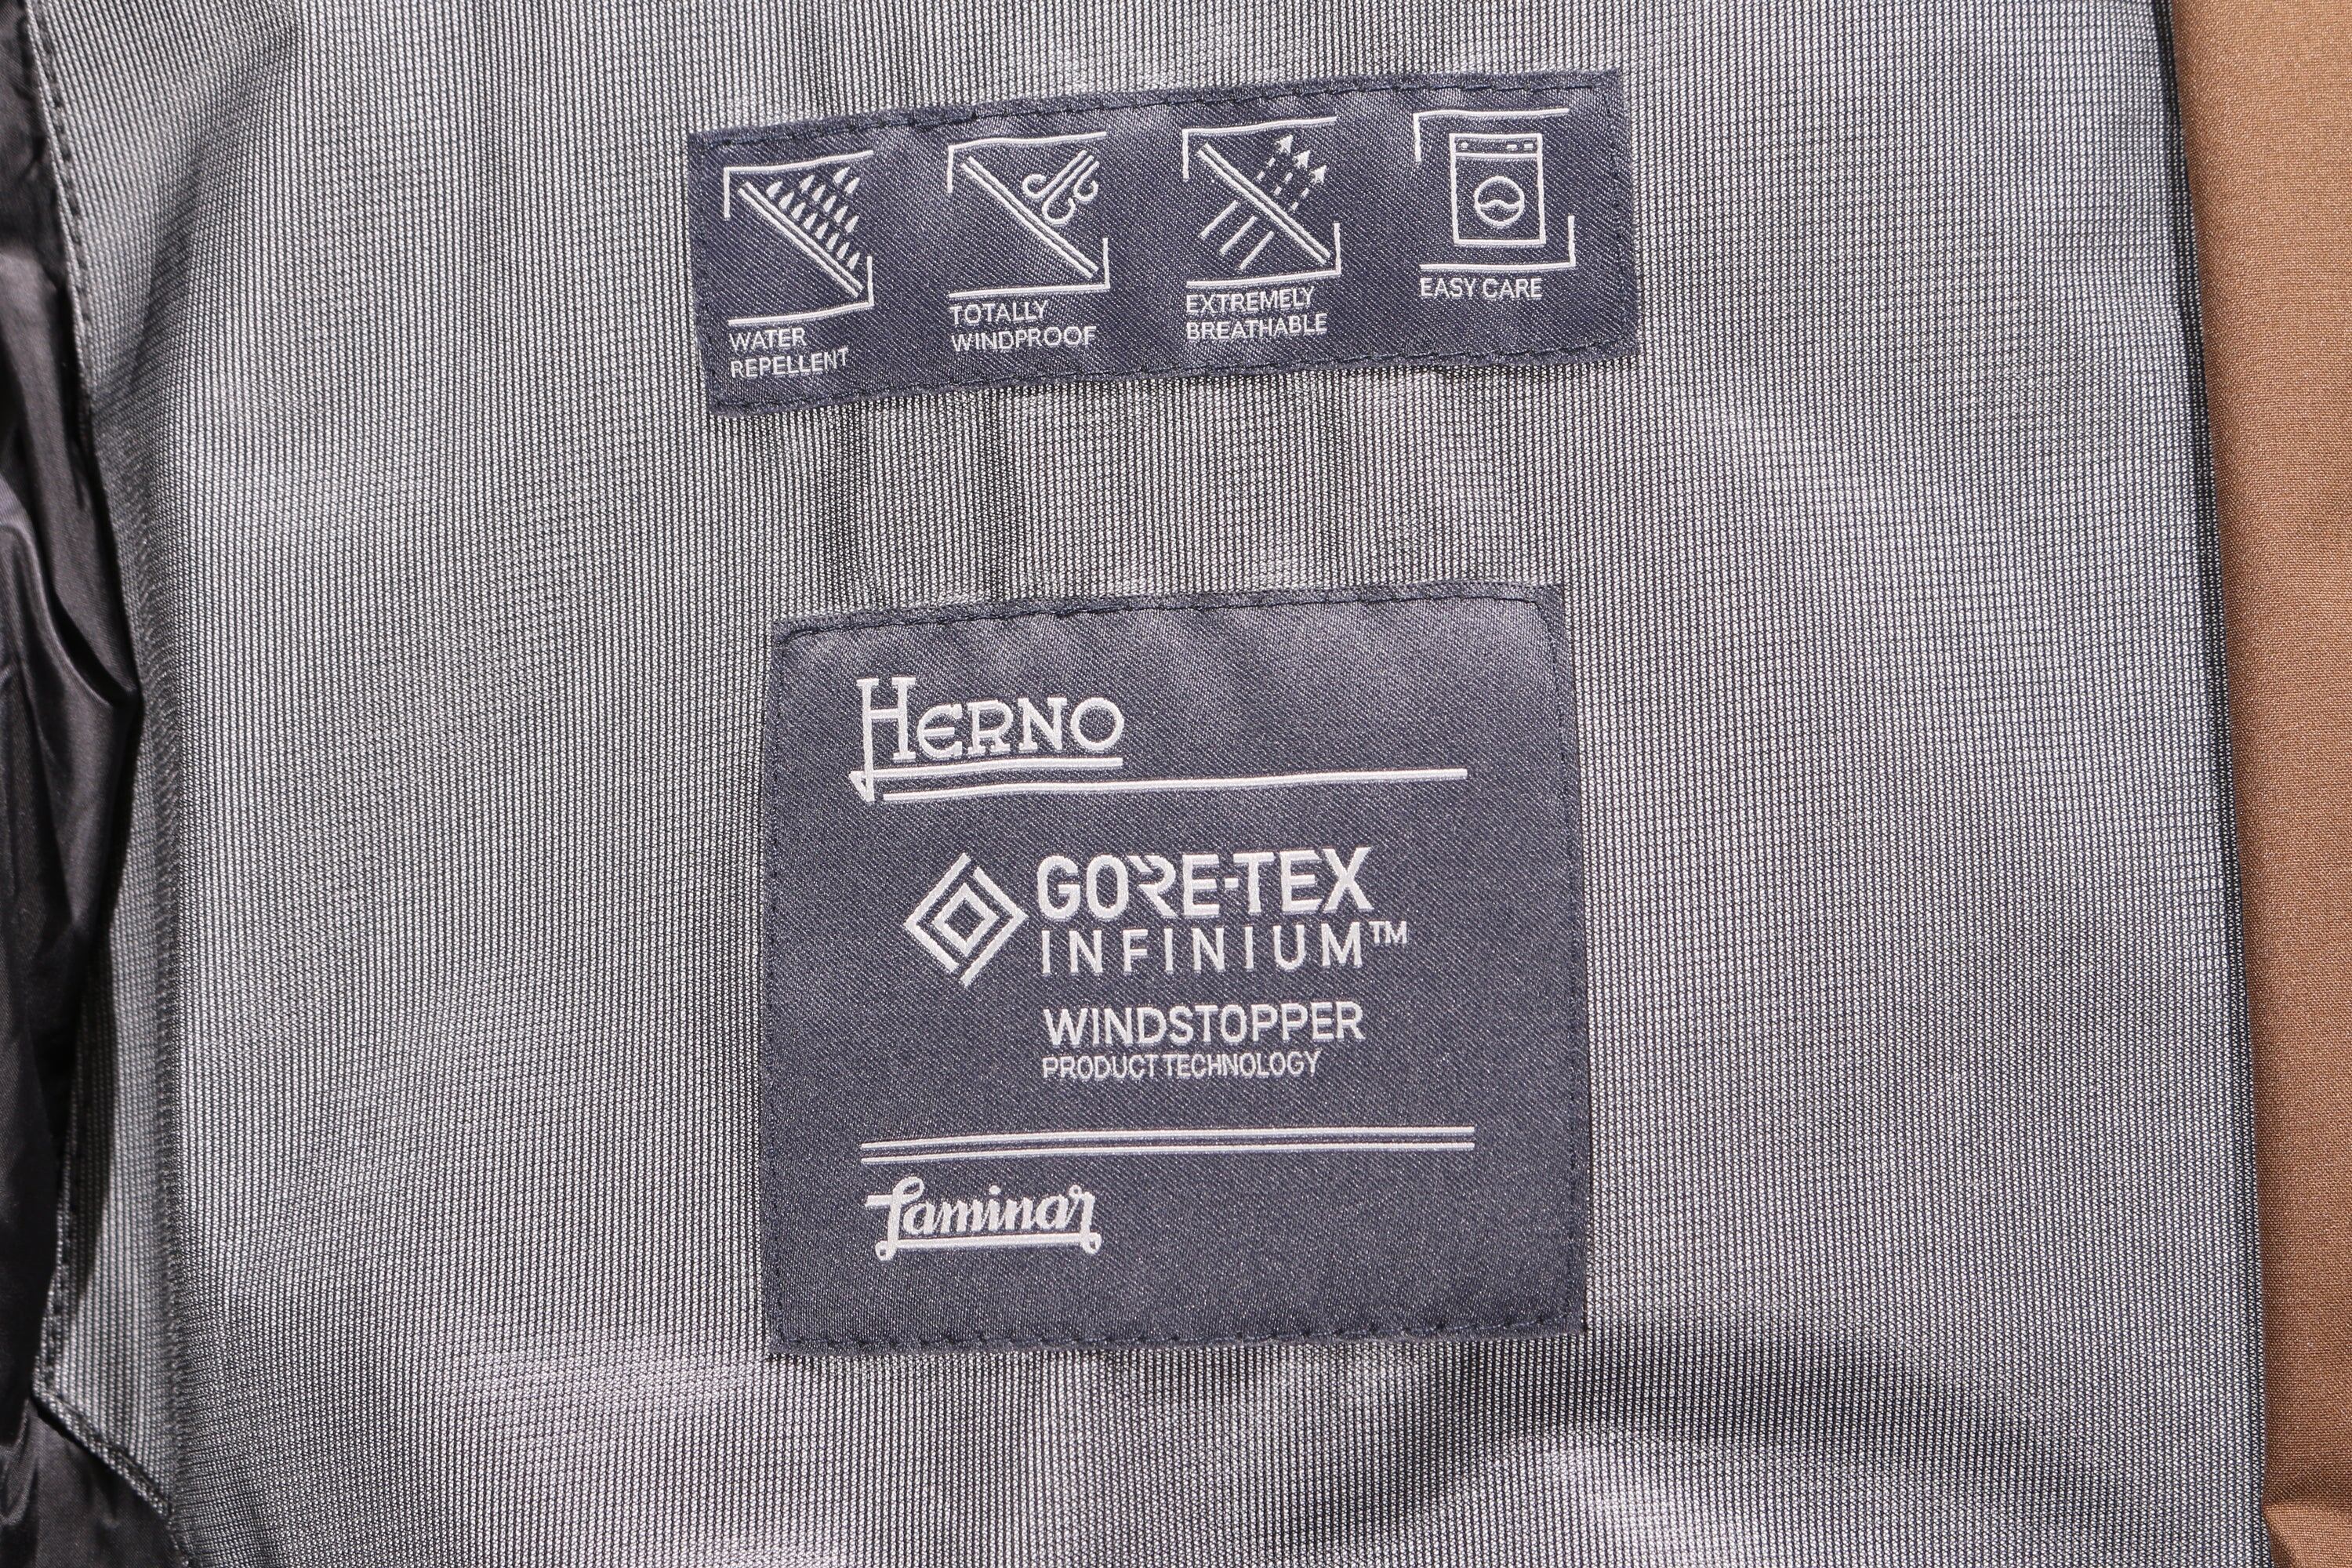 WATER
REPELLENT
TOTALLY
WINDPROOF
EXTREMELY
BREATHABLE
EASY CARE
HERNO
GORE-TEX
INFINIUM™
WINDSTOPPER
PRODUCT TECHNOLOGY
Laminar